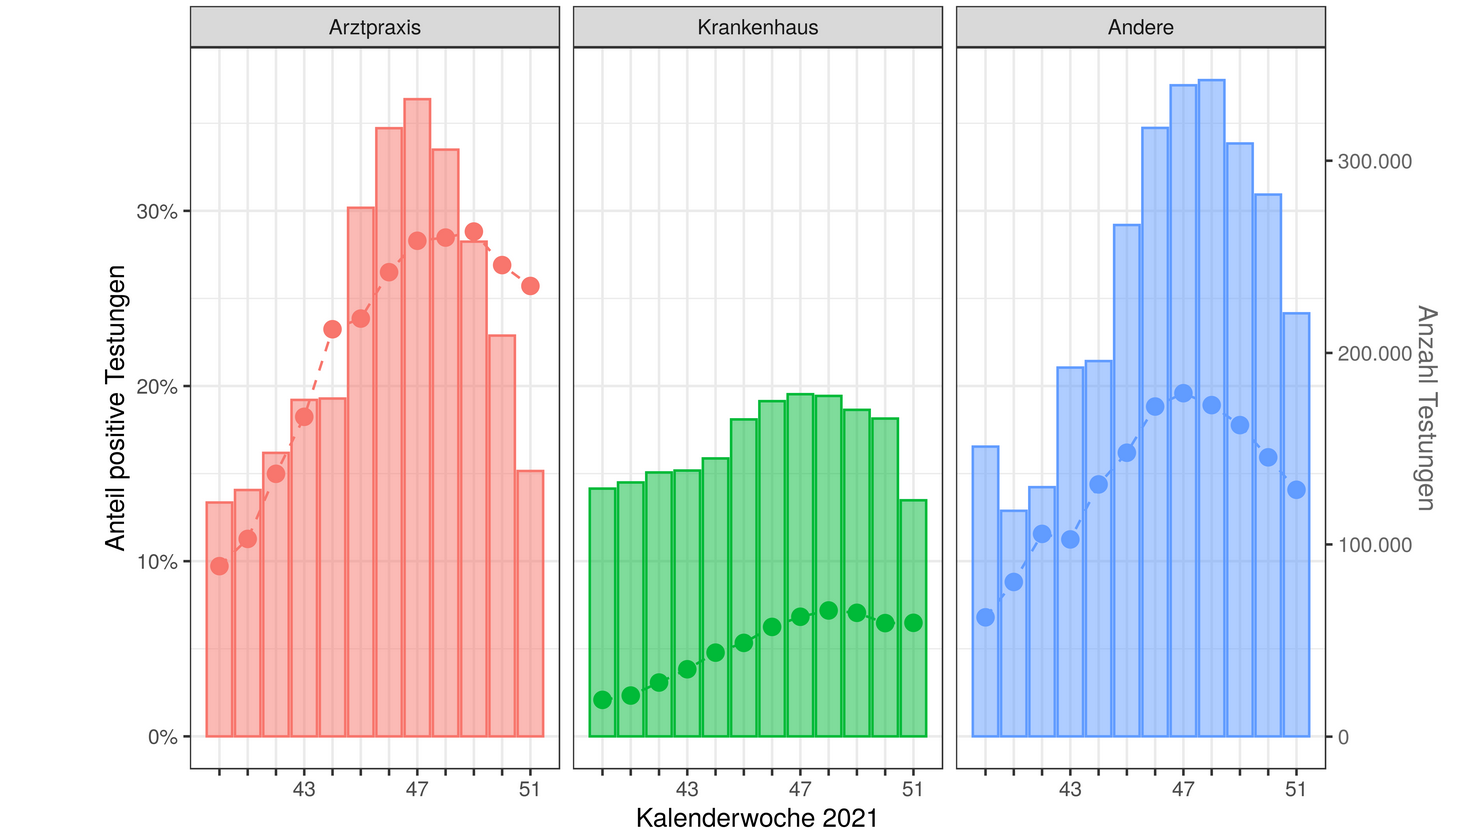 Arztpraxis
Krankenhaus
Andere
Anteil positive Testungen
30%
20%
10%
0%
300.000
200.000
100.000
0
Anzahl Testungen
43 47 51
43 47 51
43 47 51
Kalenderwoche 2021